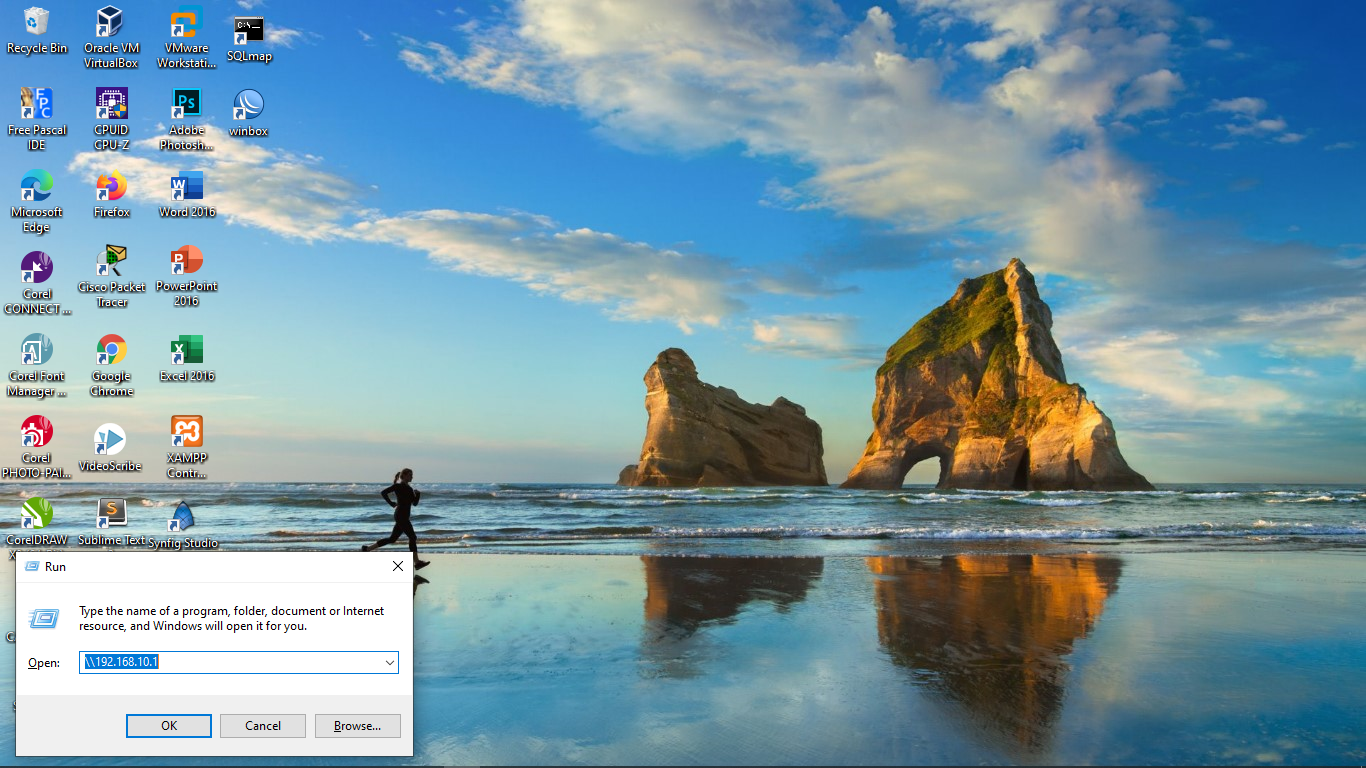 Recycle Bin
Oracle VM
VirtualBox
VMware
Workstati...
C:\
SQLmap
FPC
Free Pascal
IDE
CPUID
CPU-Z
Ps
Adobe
Photosh...
winbox
Microsoft
Edge
Firefox
W
Word 2016
Corel
CONNECT ...
Cisco Packet
Tracer
P
PowerPoint
2016
A
Corel Font
Manager ...
Google
Chrome
X
Excel 2016
Corel
PHOTO-PAI...
VideoScribe
XAMPP
Contr...
CorelDRAW
S
Sublime Text
Synfig Studio
Run
Type the name of a program, folder, document or Internet
resource, and Windows will open it for you.
Open:
\\192.168.10.1
OK
Cancel
Browse...